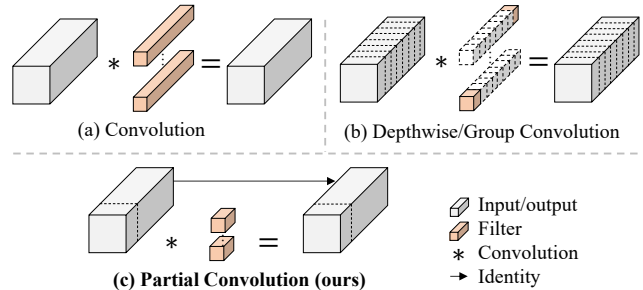 * =
(a) Convolution
* =
(b) Depthwise/Group Convolution
* =
(c) Partial Convolution (ours)
Input/output
Filter
* Convolution
Identity